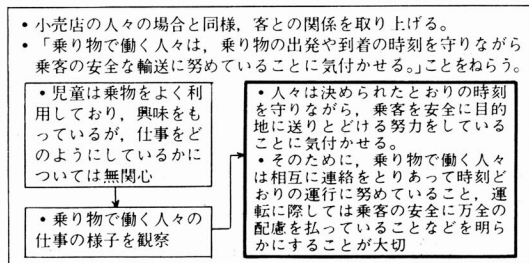 ・小売店の人々の場合と同様，客との関係を取り上げる。
・「乗り物で働く人々は，乗り物の出発や到着の時刻を守りながら
乗客の安全な輸送に努めていることに気付かせる。」ことをねらう。
・児童は乗物をよく利
用しており，興味をも
っているが，仕事をど
のようにしているかに
ついては無関心
・乗り物で働く人々の
仕事の様子を観察
・人々は決められたとおりの時刻
を守りながら，乗客を安全に目的
地に送りとどける努力をしている
ことに気付かせる。
・そのために，乗り物で働く人々
は相互に連絡をとりあって時刻ど
おりの運行に努めていること，運
転に際しては乗客の安全に万全の
配慮を払っていることなどを明ら
かにすることが大切